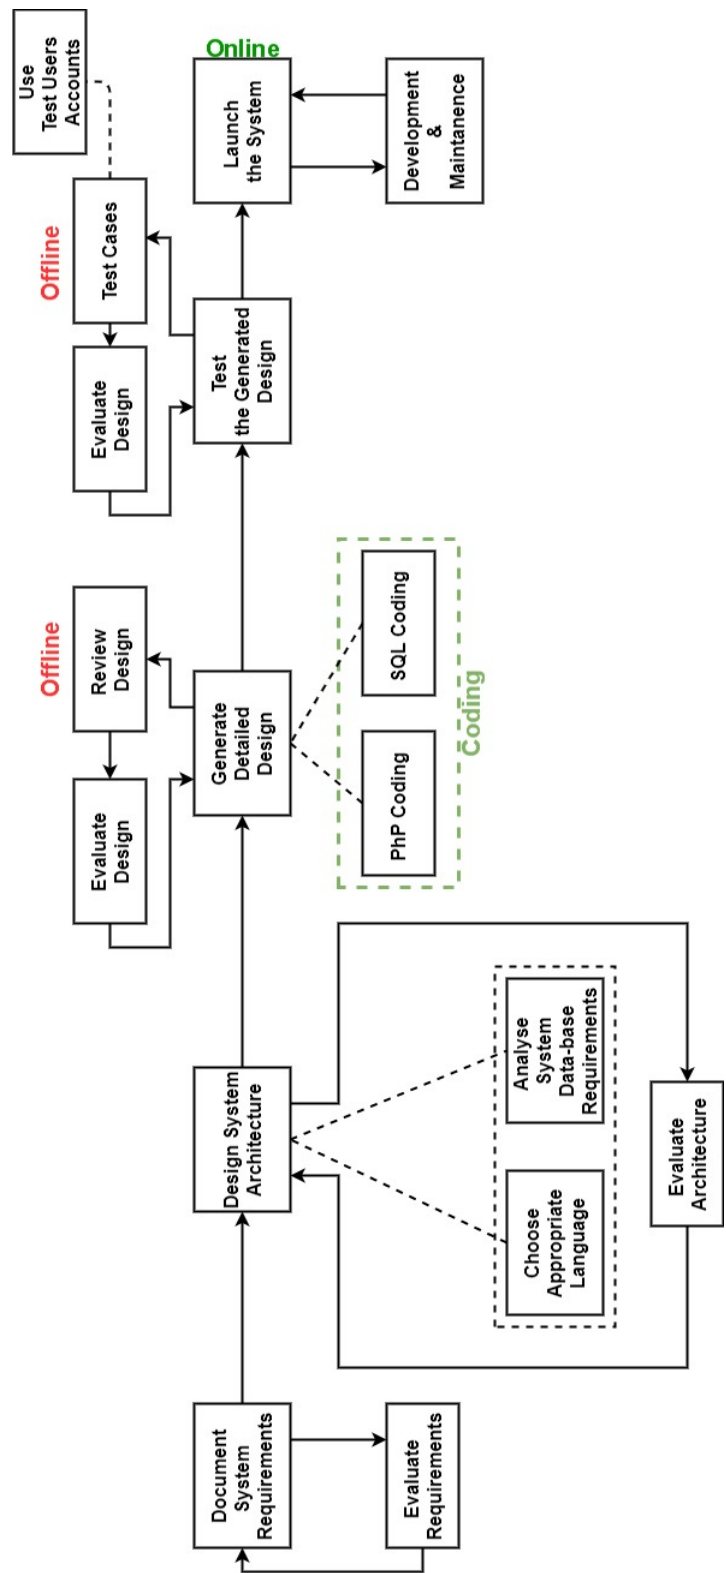 Document
System
Requirements
Evaluate
Requirements
Design System
Architecture
Choose
Appropriate
Language
Analyse
System
Data-base
Requirements
Evaluate
Architecture
Generate
Detailed
Design
Offline
Review
Design
Evaluate
Design
PhP Coding
SQL Coding
Coding
Test
the Generated
Design
Offline
Test Cases
Evaluate
Design
Use
Test Users
Accounts
Online
Launch
the System
Development
&
Maintanence